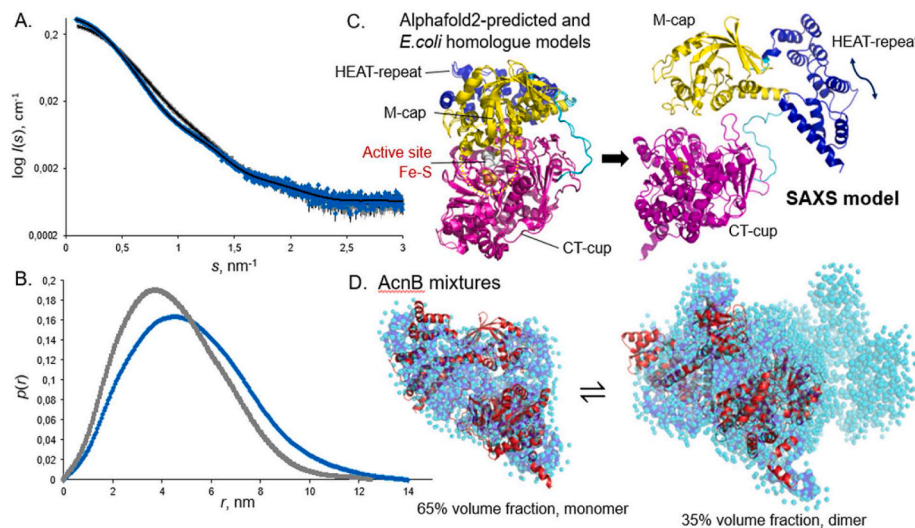 A.
0,2
0,02
0,002
0,0002
log I(s), cm⁻¹
0 0,5 1 1,5 2 2,5 3
s, nm⁻¹
B.
0,2
0,18
0,16
0,14
0,12
0,1
0,08
0,06
0,04
0,02
0
p(r)
0 2 4 6 8 10 12 14
r, nm
C.
Alphafold2-predicted and
E.coli homologue models
HEAT-repeat
M-cap
Active site
Fe-S
CT-cup
M-cap
HEAT-repeat
SAXS model
CT-cup
D. AcnB mixtures
65% volume fraction, monomer
35% volume fraction, dimer